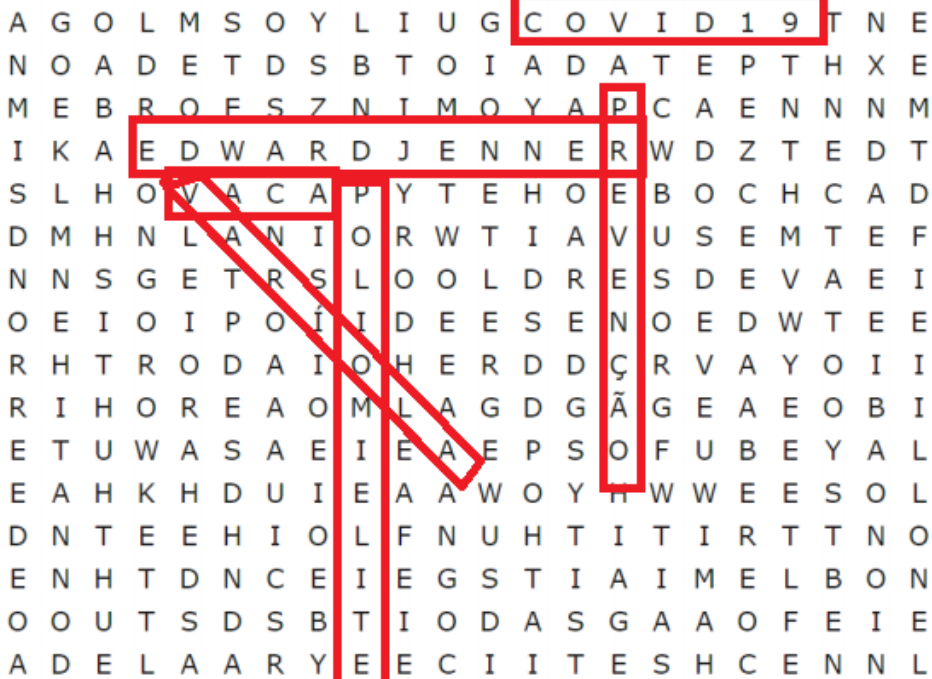 A G O L M S O Y L I U G C O V I D 1 9 T N E
N O A D E T D S B T O I A D A T E P T H X E
M E B R O E S Z N I M O Y A P C A E N N N M
I K A E D W A R D J E N N E R W D Z T E D T
S L H O V A C A P Y T E H O E B O C H C A D
D M H N L A N I O R W T I A V U S E M T E F
N N S G E T R S L O O L D R E S D E V A E I
O E I O I P O Í I D E E S E N O E D W T E E
R H T R O D A I O H E R D D Ç R V A Y O I I
R I H O R E A O M L A G D G Ã G E A E O B I
E T U W A S A E I E A E P S O F U B E Y A L
E A H K H D U I E A A W O Y H W W E E S O L
D N T E E H I O L F N U H T I T I R T T N O
E N H T D N C E I E G S T I A I M E L B O N
O O U T S D S B T I O D A S G A A O F E I E
A D E L A A R Y E E C I I T E S H C E N N L